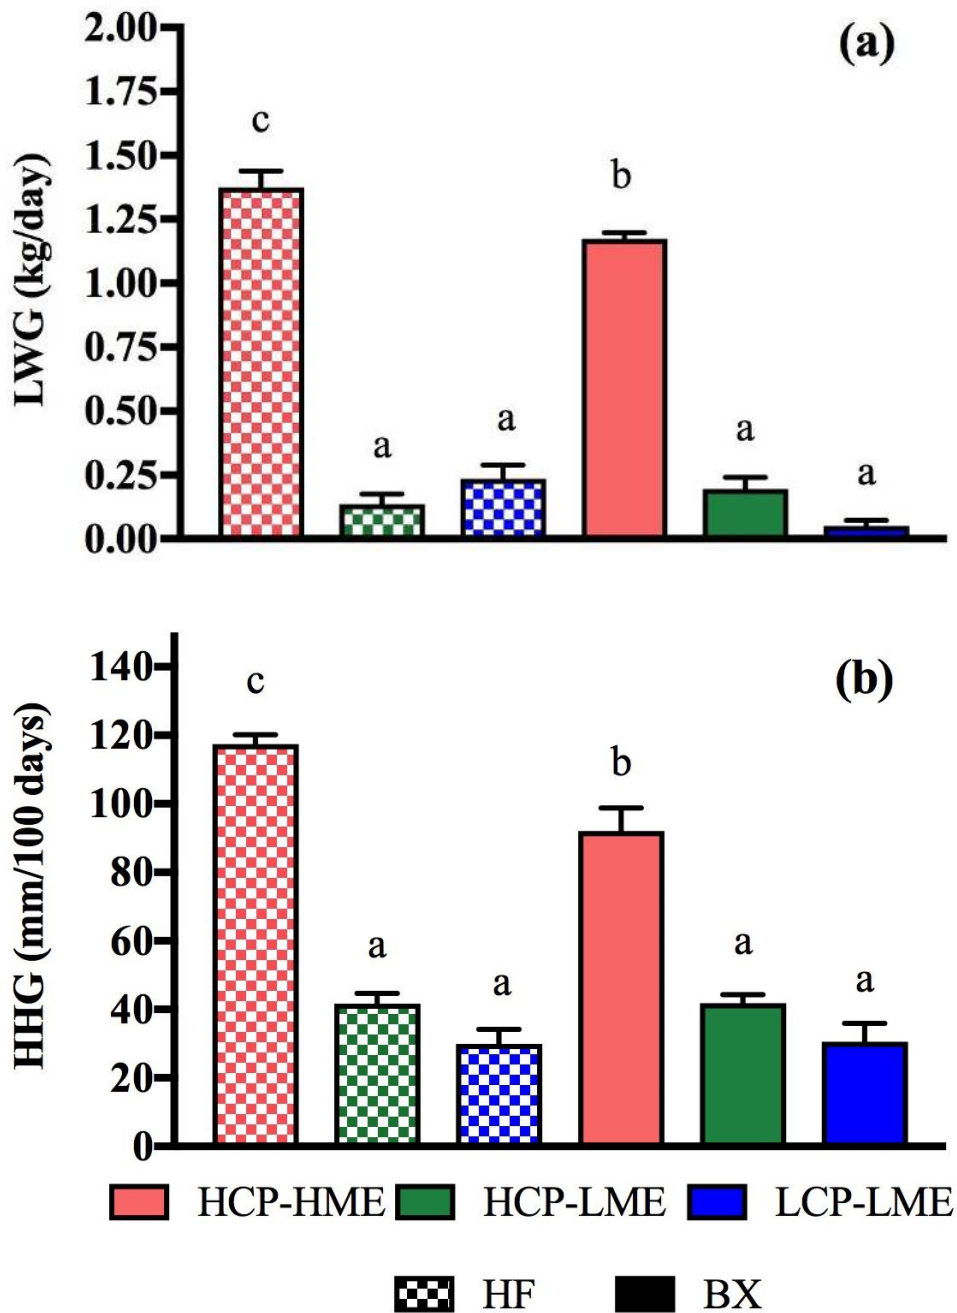 (a)
LWG (kg/day)
2.00
1.75
1.50
1.25
1.00
0.75
0.50
0.25
0.00
c
a
a
b
a
a
(b)
HHG (mm/100 days)
140
120
100
80
60
40
20
0
c
a
a
b
a
a
HCP-HME HCP-LME LCP-LME
HF BX